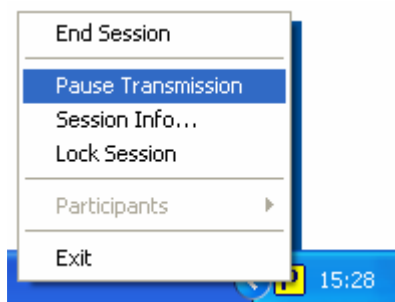 End Session
Pause Transmission
Session Info...
Lock Session
Participants
Exit
P 15:28